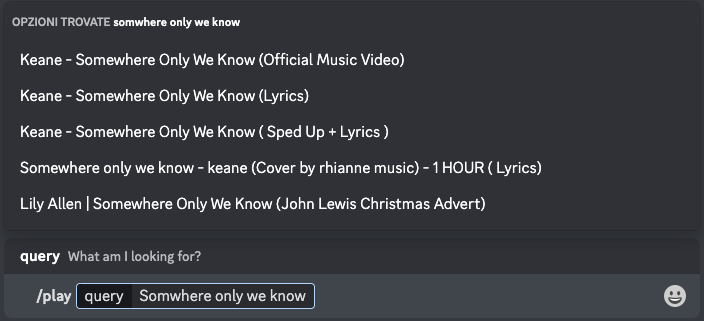 OPZIONI TROVATE somwhere only we know
Keane - Somewhere Only We Know (Official Music Video)
Keane - Somewhere Only We Know (Lyrics)
Keane - Somewhere Only We Know ( Sped Up + Lyrics )
Somewhere only we know - keane (Cover by rhianne music) - 1 HOUR ( Lyrics)
Lily Allen | Somewhere Only We Know (John Lewis Christmas Advert)
query What am I looking for?
/play query Somwhere only we know